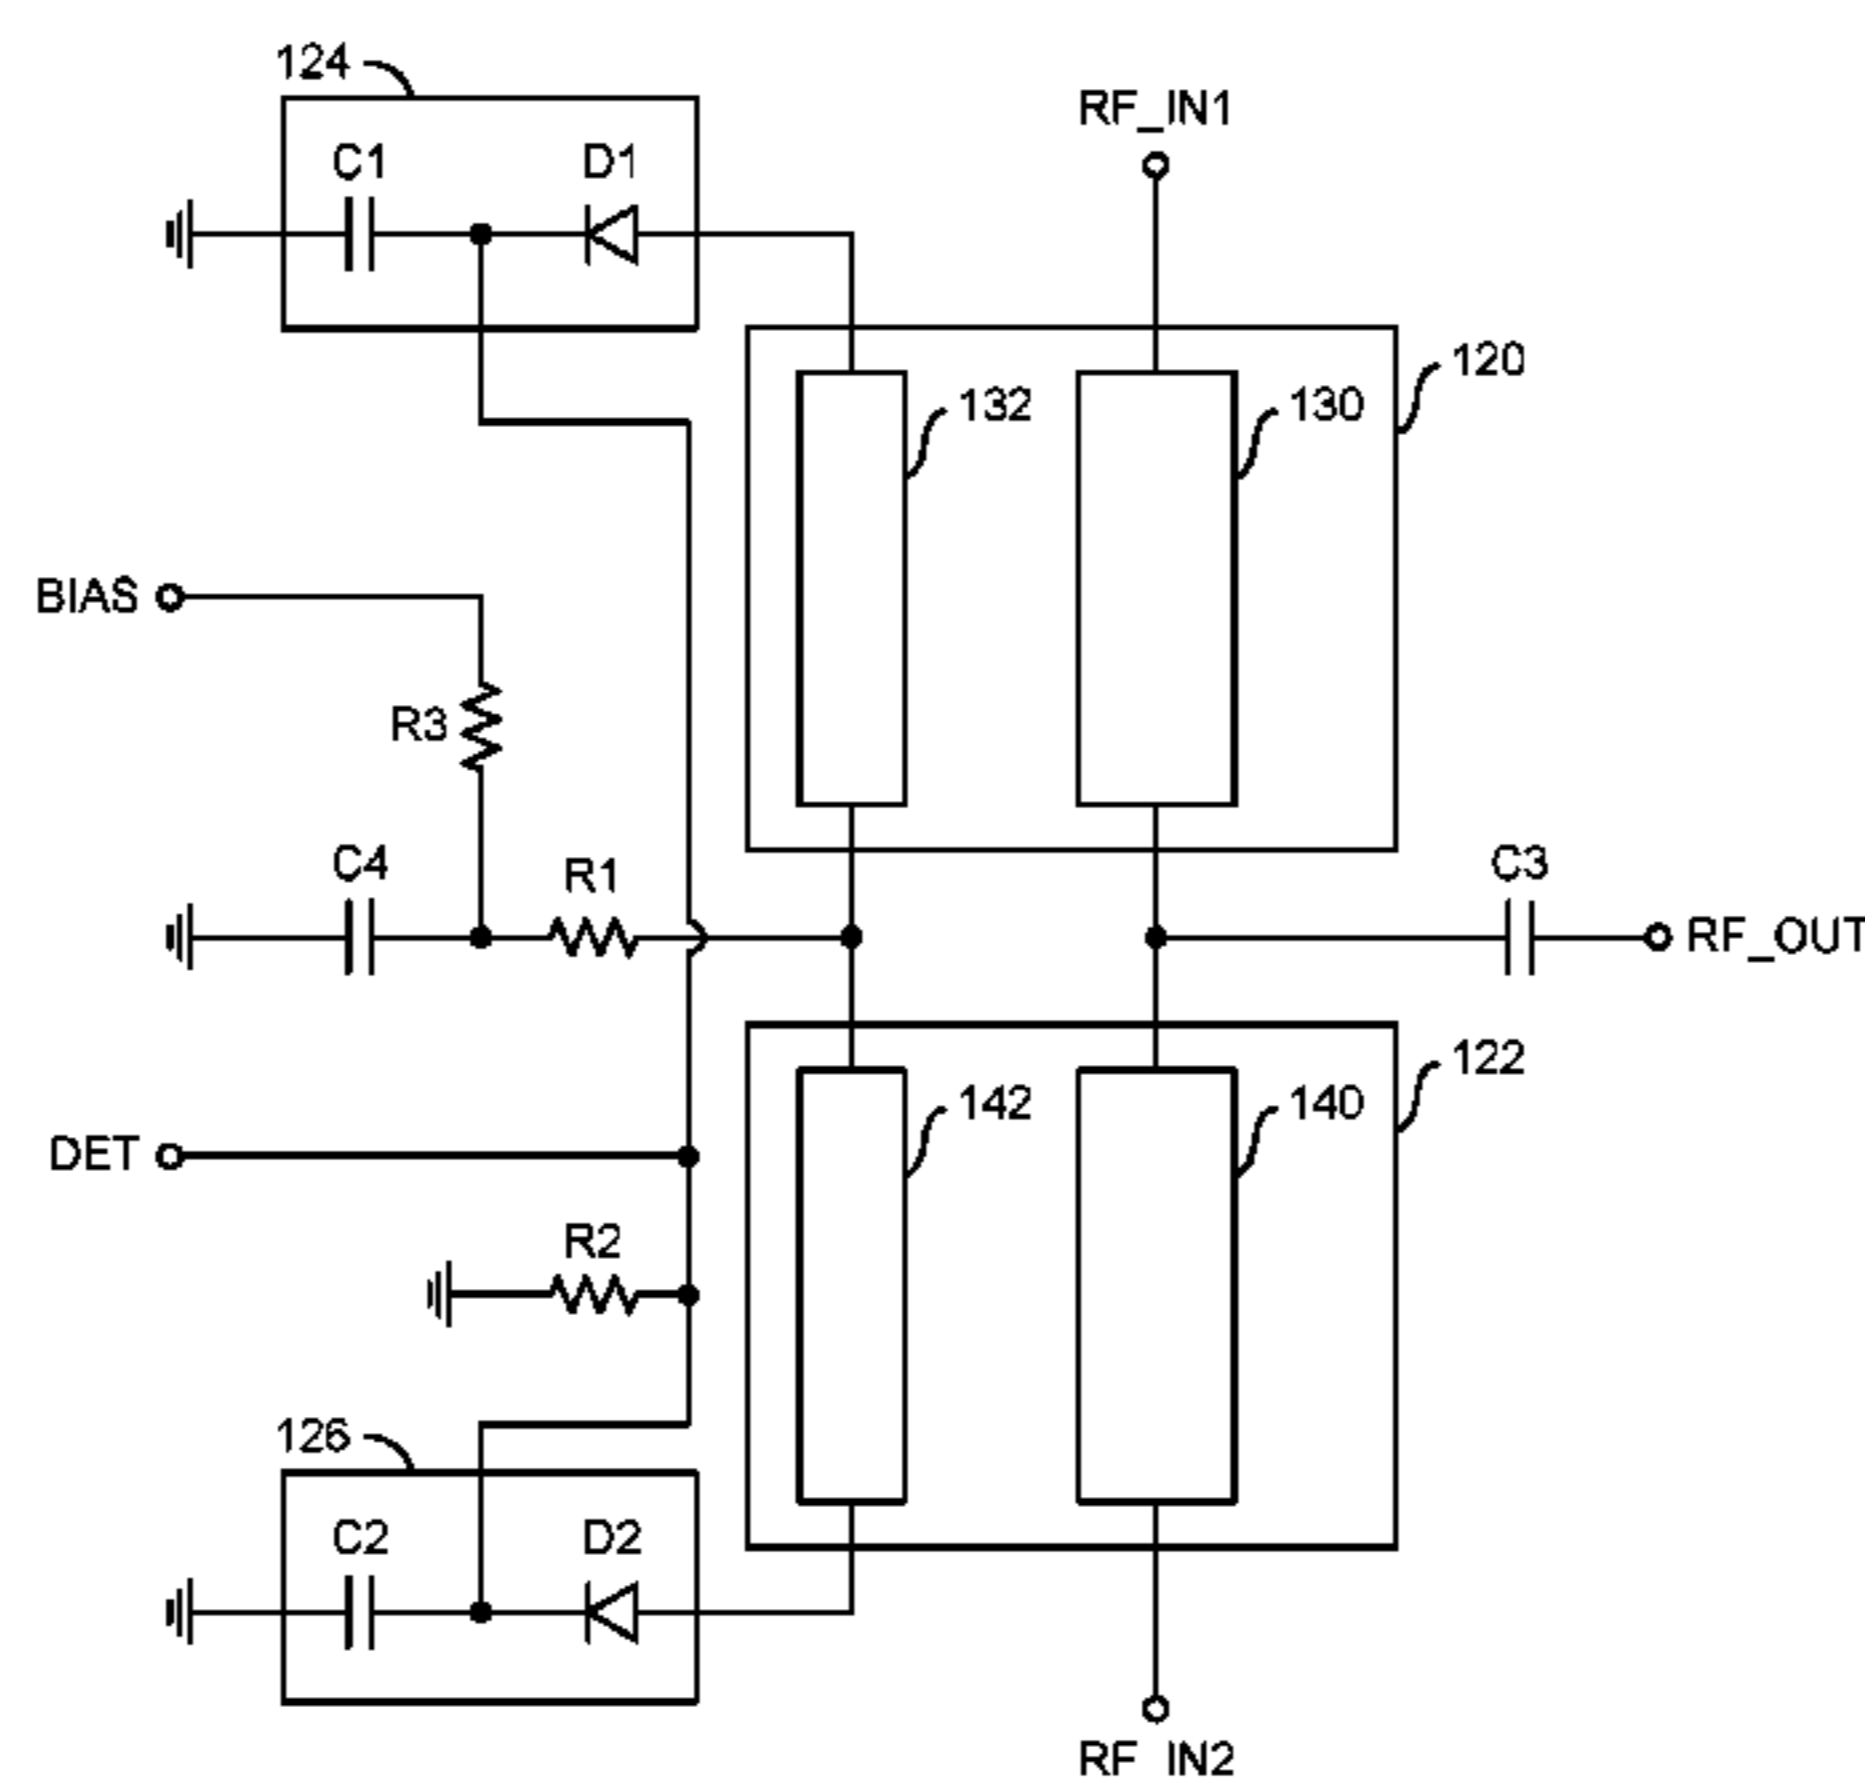 124
C1
D1
RF_IN1
120
132
130
BIAS
R3
C4
R1
C3
RF_OUT
122
142
140
DET
R2
126
C2
D2
RF_IN2